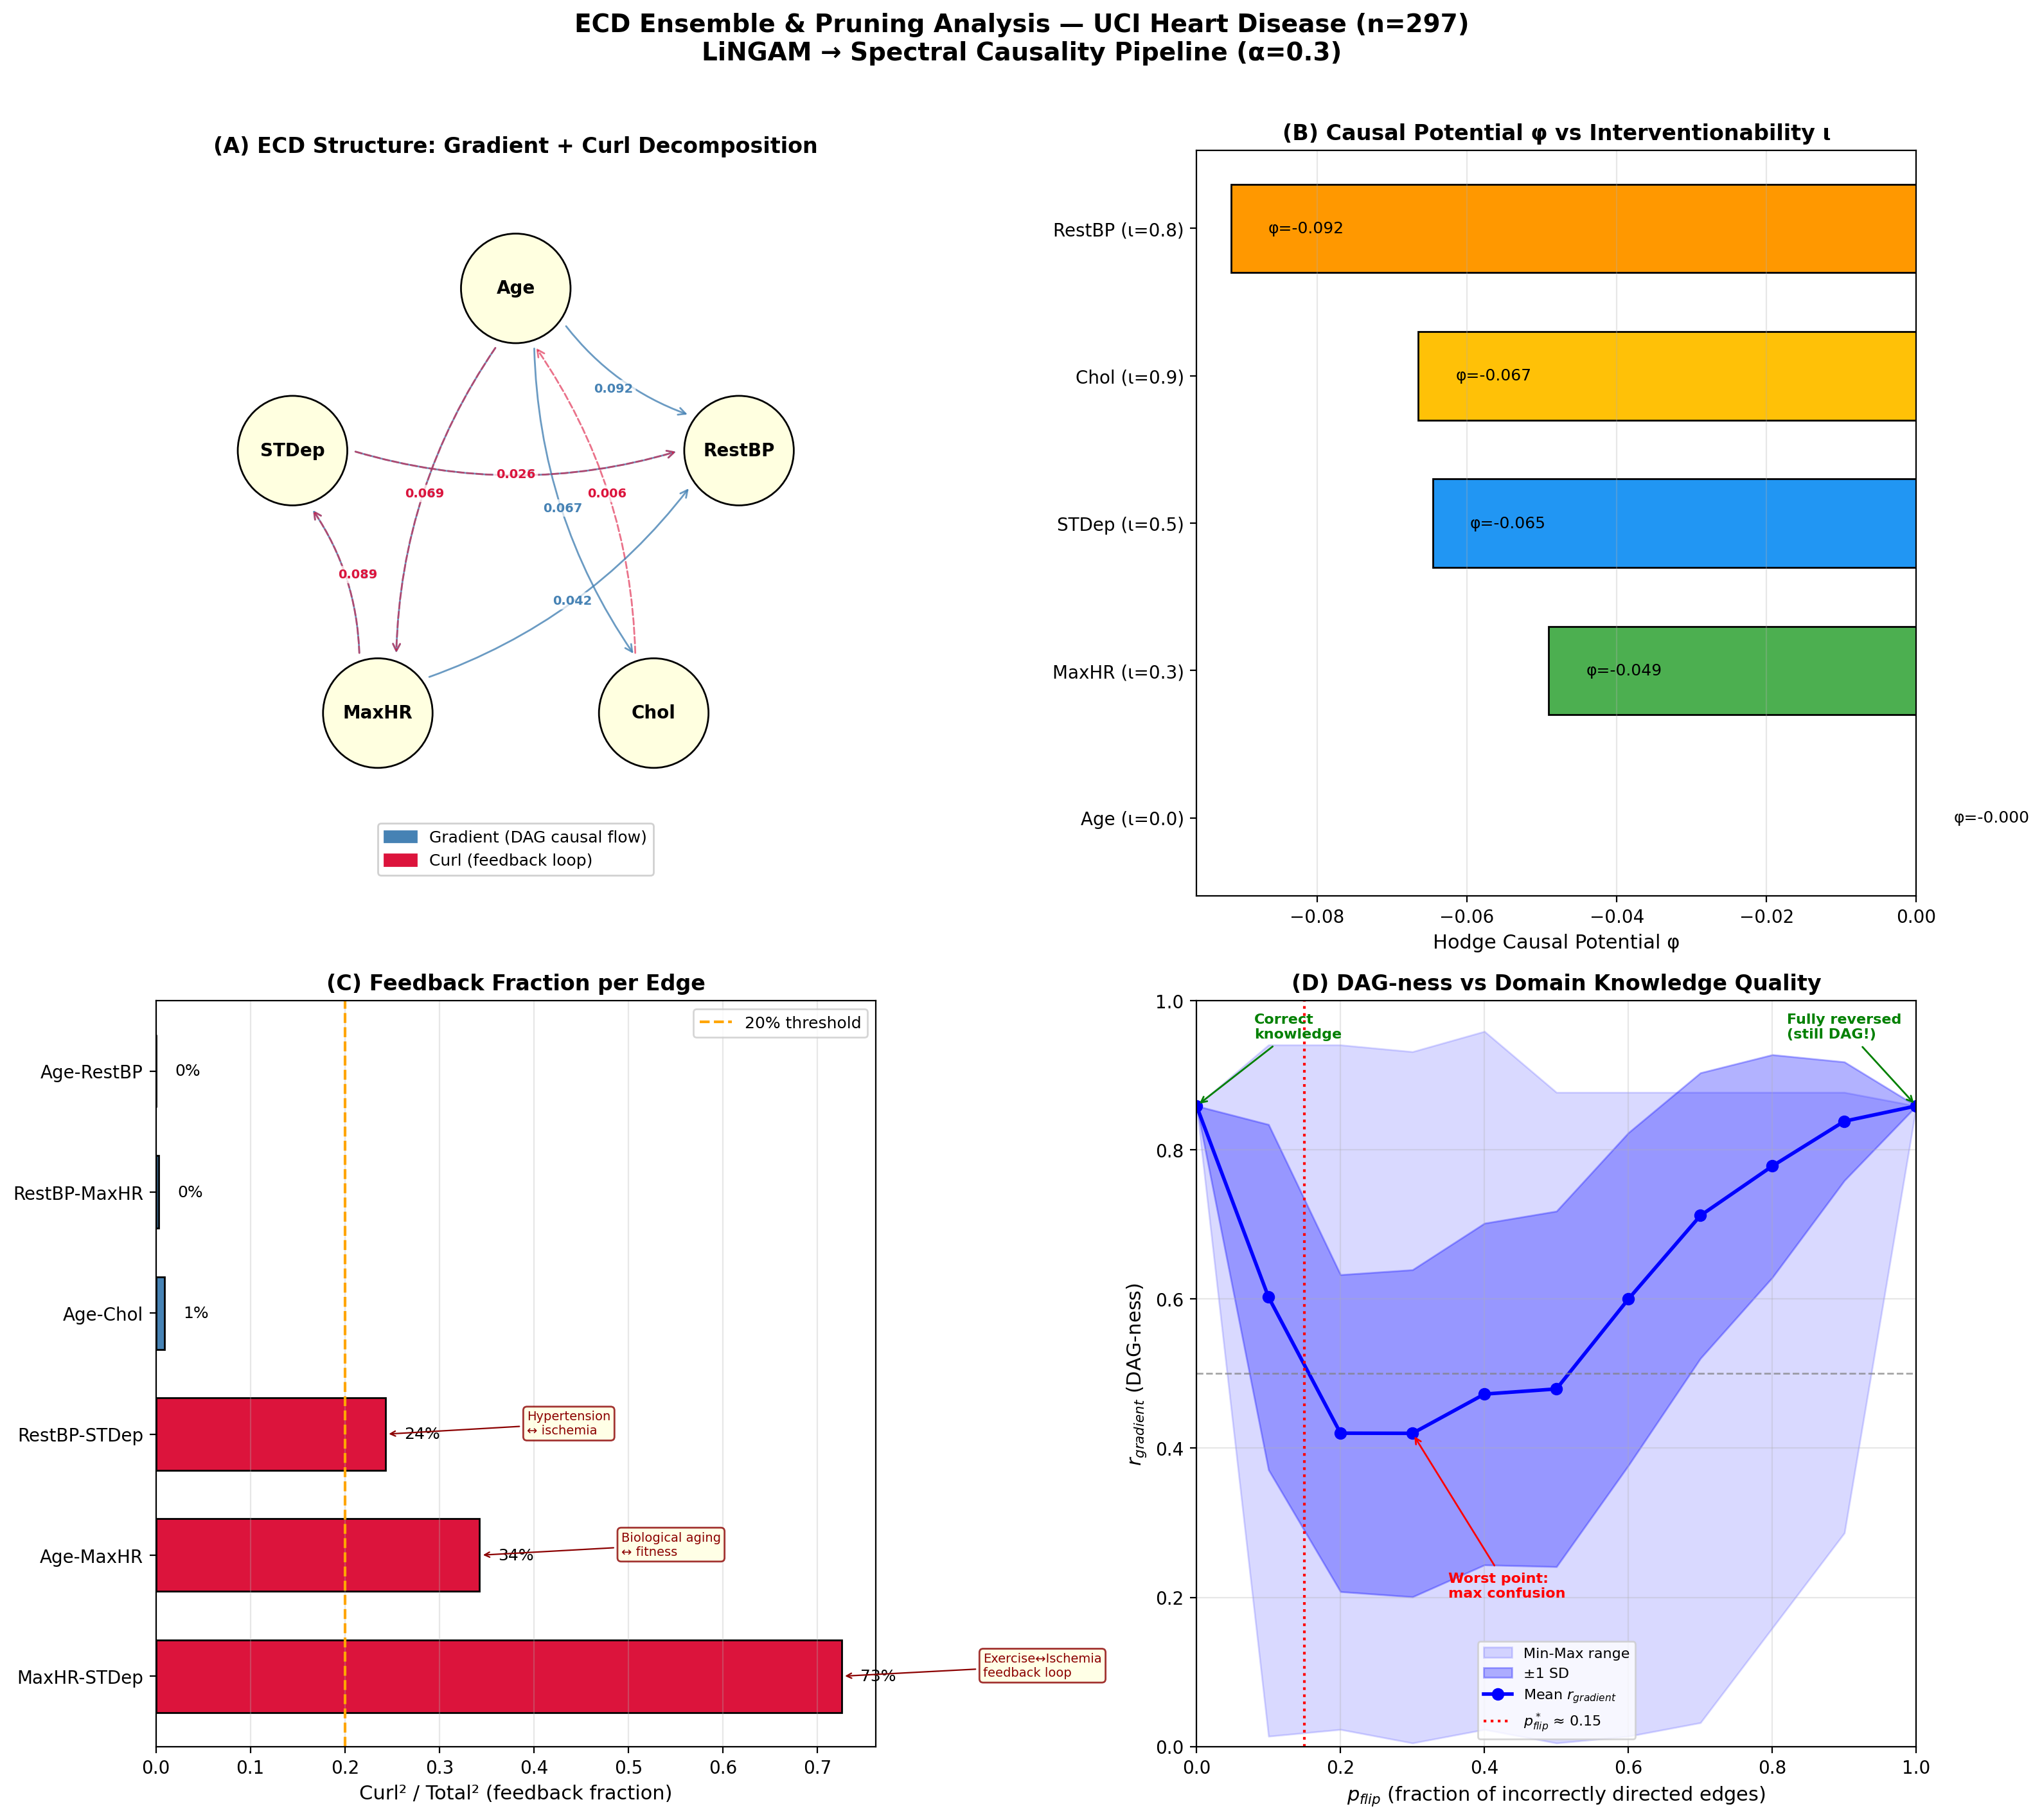 ECD Ensemble & Pruning Analysis — UCI Heart Disease (n=297)
LiNGAM → Spectral Causality Pipeline (α=0.3)
(A) ECD Structure: Gradient + Curl Decomposition
Age
STDep
RestBP
MaxHR
Chol
0.092
0.026
0.069
0.006
0.067
0.089
0.042
Gradient (DAG causal flow)
Curl (feedback loop)
(B) Causal Potential φ vs Interventionability ι
RestBP (ι=0.8)
φ=-0.092
Chol (ι=0.9)
φ=-0.067
STDep (ι=0.5)
φ=-0.065
MaxHR (ι=0.3)
φ=-0.049
Age (ι=0.0)
φ=-0.000
−0.08 −0.06 −0.04 −0.02 0.00
Hodge Causal Potential φ
(C) Feedback Fraction per Edge
20% threshold
Age-RestBP
0%
RestBP-MaxHR
0%
Age-Chol
1%
RestBP-STDep
24%
Hypertension
↔ ischemia
Age-MaxHR
34%
Biological aging
↔ fitness
MaxHR-STDep
73%
Exercise↔Ischemia
feedback loop
0.0 0.1 0.2 0.3 0.4 0.5 0.6 0.7
Curl² / Total² (feedback fraction)
(D) DAG-ness vs Domain Knowledge Quality
1.0
0.8
0.6
0.4
0.2
0.0
r_gradient (DAG-ness)
Correct
knowledge
Fully reversed
(still DAG!)
Worst point:
max confusion
Min-Max range
±1 SD
Mean r_gradient
p*_flip ≈ 0.15
0.0 0.2 0.4 0.6 0.8 1.0
p_flip (fraction of incorrectly directed edges)